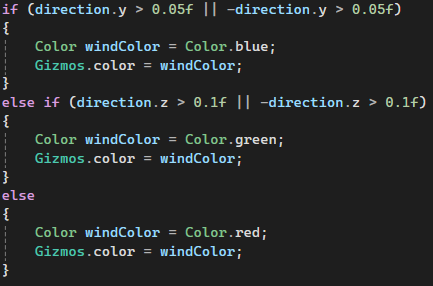 if (direction.y > 0.05f || -direction.y > 0.05f)
{
    Color windColor = Color.blue;
    Gizmos.color = windColor;
}
else if (direction.z > 0.1f || -direction.z > 0.1f)
{
    Color windColor = Color.green;
    Gizmos.color = windColor;
}
else
{
    Color windColor = Color.red;
    Gizmos.color = windColor;
}